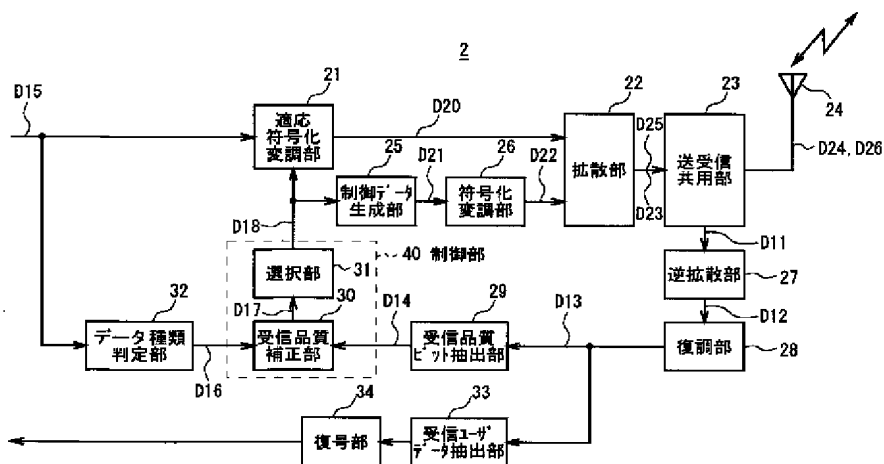 2
D15
21
適応
符号化
変調部
D20
22
拡散部
D25
D23
23
送受信
共用部
24
D24, D26
25
制御データ
生成部
D21
26
符号化
変調部
D22
D18
40 制御部
選択部
31
D17
30
受信品質
補正部
D14
29
受信品質
ビット抽出部
D13
D11
逆拡散部
27
D12
復調部
28
32
データ種類
判定部
D16
34
復号部
33
受信ユーザ
データ抽出部